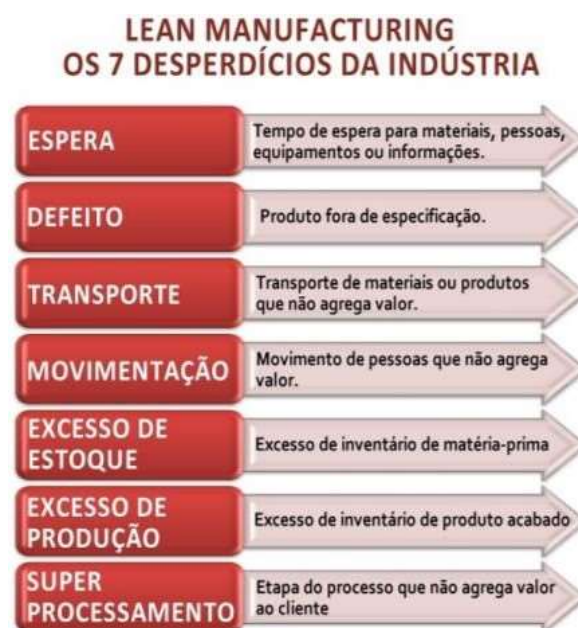 LEAN MANUFACTURING
OS 7 DESPERDÍCIOS DA INDÚSTRIA
ESPERA
Tempo de espera para materiais, pessoas,
equipamentos ou informações.
DEFEITO
Produto fora de especificação.
TRANSPORTE
Transporte de materiais ou produtos
que não agrega valor.
MOVIMENTAÇÃO
Movimento de pessoas que não agrega
valor.
EXCESSO DE
ESTOQUE
Excesso de inventário de matéria-prima
EXCESSO DE
PRODUÇÃO
Excesso de inventário de produto acabado
SUPER
PROCESSAMENTO
Etapa do processo que não agrega valor
ao cliente